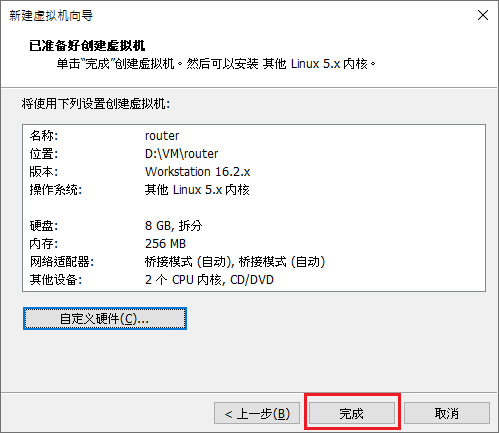 新建虚拟机向导
已准备好创建虚拟机
单击“完成”创建虚拟机。然后可以安装 其他 Linux 5.x 内核。
将使用下列设置创建虚拟机:
名称: router
位置: D:\VM\router
版本: Workstation 16.2.x
操作系统: 其他 Linux 5.x 内核
硬盘: 8 GB, 拆分
内存: 256 MB
网络适配器: 桥接模式 (自动), 桥接模式 (自动)
其他设备: 2 个 CPU 内核, CD/DVD
自定义硬件(C)...
< 上一步(B) 完成 取消